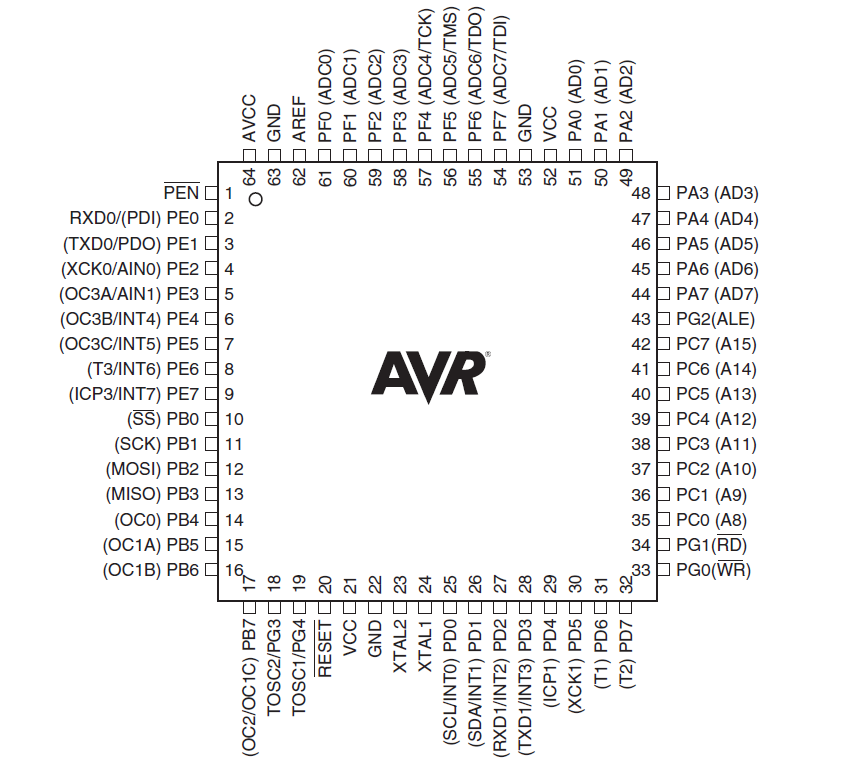 AVCC
GND
AREF
PF0 (ADC0)
PF1 (ADC1)
PF2 (ADC2)
PF3 (ADC3)
PF4 (ADC4/TCK)
PF5 (ADC5/TMS)
PF6 (ADC6/TDO)
PF7 (ADC7/TDI)
GND
VCC
PA0 (AD0)
PA1 (AD1)
PA2 (AD2)
64
63
62
61
60
59
58
57
56
55
54
53
52
51
50
49
PEN 1
RXD0/(PDI) PE0 2
(TXD0/PDO) PE1 3
(XCK0/AIN0) PE2 4
(OC3A/AIN1) PE3 5
(OC3B/INT4) PE4 6
(OC3C/INT5) PE5 7
(T3/INT6) PE6 8
(ICP3/INT7) PE7 9
(SS) PB0 10
(SCK) PB1 11
(MOSI) PB2 12
(MISO) PB3 13
(OC0) PB4 14
(OC1A) PB5 15
(OC1B) PB6 16
AVR®
48 PA3 (AD3)
47 PA4 (AD4)
46 PA5 (AD5)
45 PA6 (AD6)
44 PA7 (AD7)
43 PG2(ALE)
42 PC7 (A15)
41 PC6 (A14)
40 PC5 (A13)
39 PC4 (A12)
38 PC3 (A11)
37 PC2 (A10)
36 PC1 (A9)
35 PC0 (A8)
34 PG1(RD)
33 PG0(WR)
17
18
19
20
21
22
23
24
25
26
27
28
29
30
31
32
(OC2/OC1C) PB7
TOSC2/PG3
TOSC1/PG4
RESET
VCC
GND
XTAL2
XTAL1
(SCL/INT0) PD0
(SDA/INT1) PD1
(RXD1/INT2) PD2
(TXD1/INT3) PD3
(ICP1) PD4
(XCK1) PD5
(T1) PD6
(T2) PD7